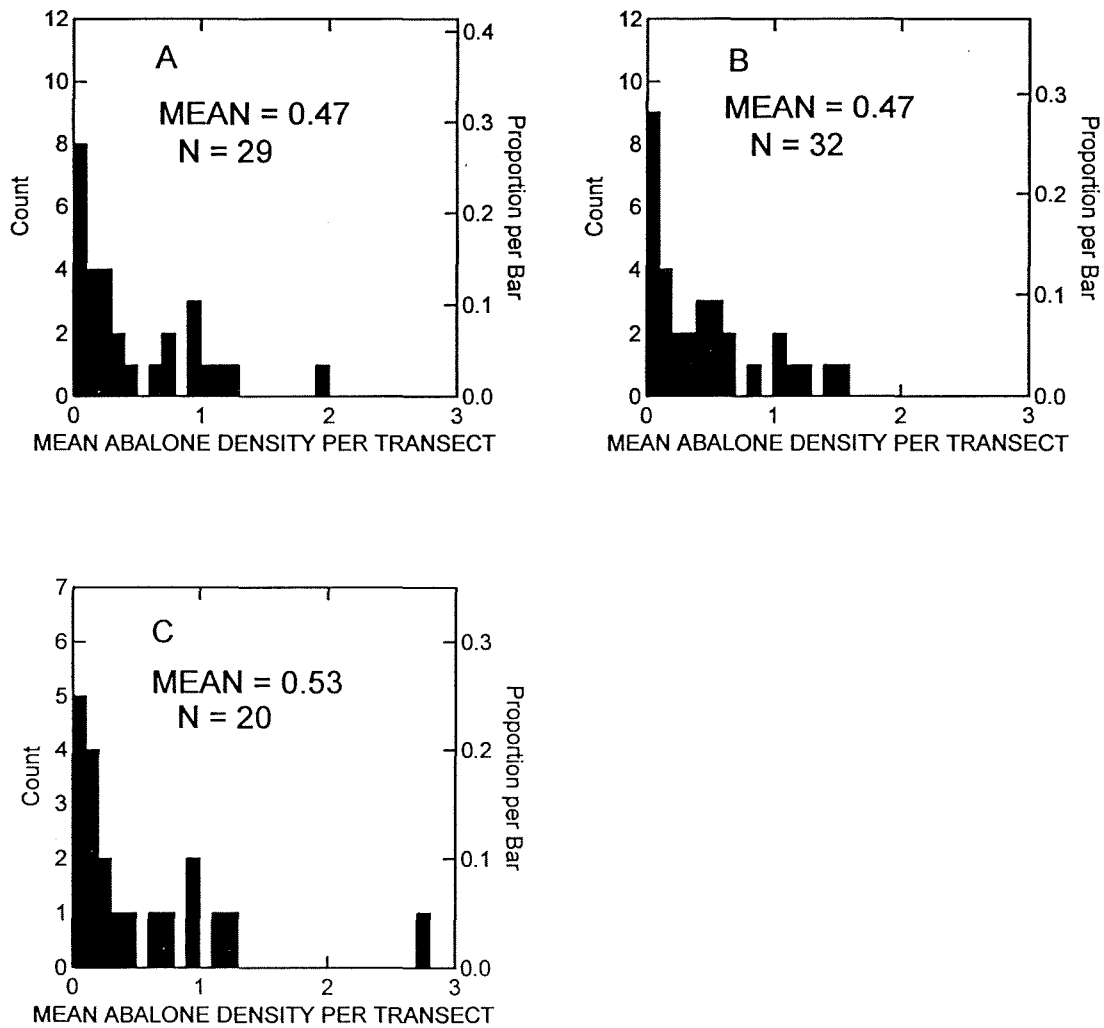 A
MEAN = 0.47
N = 29
12
10
8
6
4
2
0
Count
0.4
0.3
0.2
0.1
0.0
Proportion per Bar
0 1 2 3
MEAN ABALONE DENSITY PER TRANSECT
B
MEAN = 0.47
N = 32
12
10
8
6
4
2
0
Count
0.3
0.2
0.1
0.0
Proportion per Bar
0 1 2 3
MEAN ABALONE DENSITY PER TRANSECT
C
MEAN = 0.53
N = 20
7
6
5
4
3
2
1
0
Count
0.3
0.2
0.1
0.0
Proportion per Bar
0 1 2 3
MEAN ABALONE DENSITY PER TRANSECT